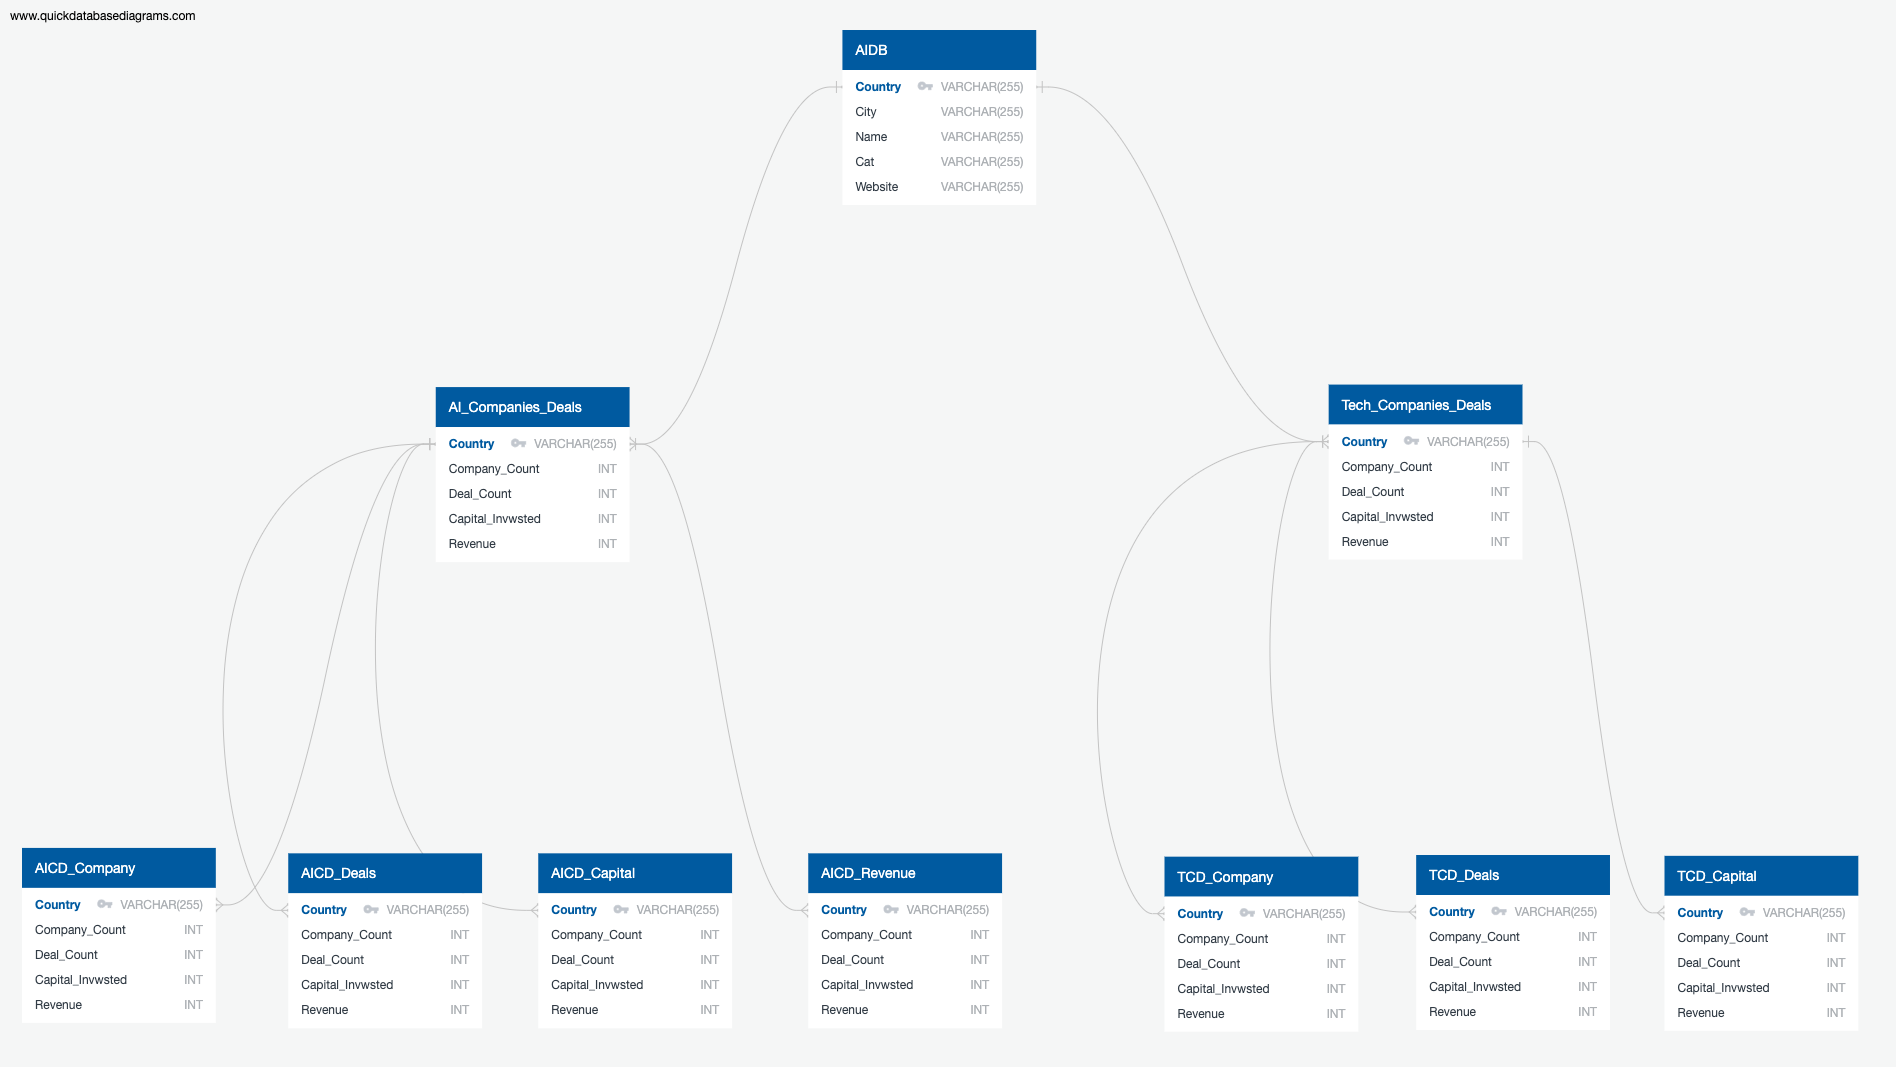 www.quickdatabasediagrams.com
AIDB
Country VARCHAR(255)
City VARCHAR(255)
Name VARCHAR(255)
Cat VARCHAR(255)
Website VARCHAR(255)
AI_Companies_Deals
Country VARCHAR(255)
Company_Count INT
Deal_Count INT
Capital_Invwsted INT
Revenue INT
Tech_Companies_Deals
Country VARCHAR(255)
Company_Count INT
Deal_Count INT
Capital_Invwsted INT
Revenue INT
AICD_Company
Country VARCHAR(255)
Company_Count INT
Deal_Count INT
Capital_Invwsted INT
Revenue INT
AICD_Deals
Country VARCHAR(255)
Company_Count INT
Deal_Count INT
Capital_Invwsted INT
Revenue INT
AICD_Capital
Country VARCHAR(255)
Company_Count INT
Deal_Count INT
Capital_Invwsted INT
Revenue INT
AICD_Revenue
Country VARCHAR(255)
Company_Count INT
Deal_Count INT
Capital_Invwsted INT
Revenue INT
TCD_Company
Country VARCHAR(255)
Company_Count INT
Deal_Count INT
Capital_Invwsted INT
Revenue INT
TCD_Deals
Country VARCHAR(255)
Company_Count INT
Deal_Count INT
Capital_Invwsted INT
Revenue INT
TCD_Capital
Country VARCHAR(255)
Company_Count INT
Deal_Count INT
Capital_Invwsted INT
Revenue INT